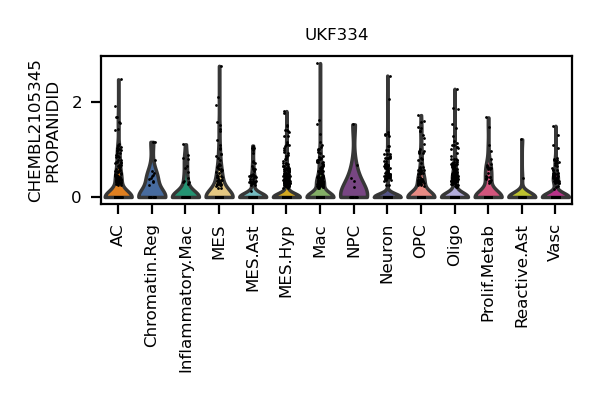 UKF334
CHEMBL2105345
PROPANIDID
2
0
AC
Chromatin.Reg
Inflammatory.Mac
MES
MES.Ast
MES.Hyp
Mac
NPC
Neuron
OPC
Oligo
Prolif.Metab
Reactive.Ast
Vasc